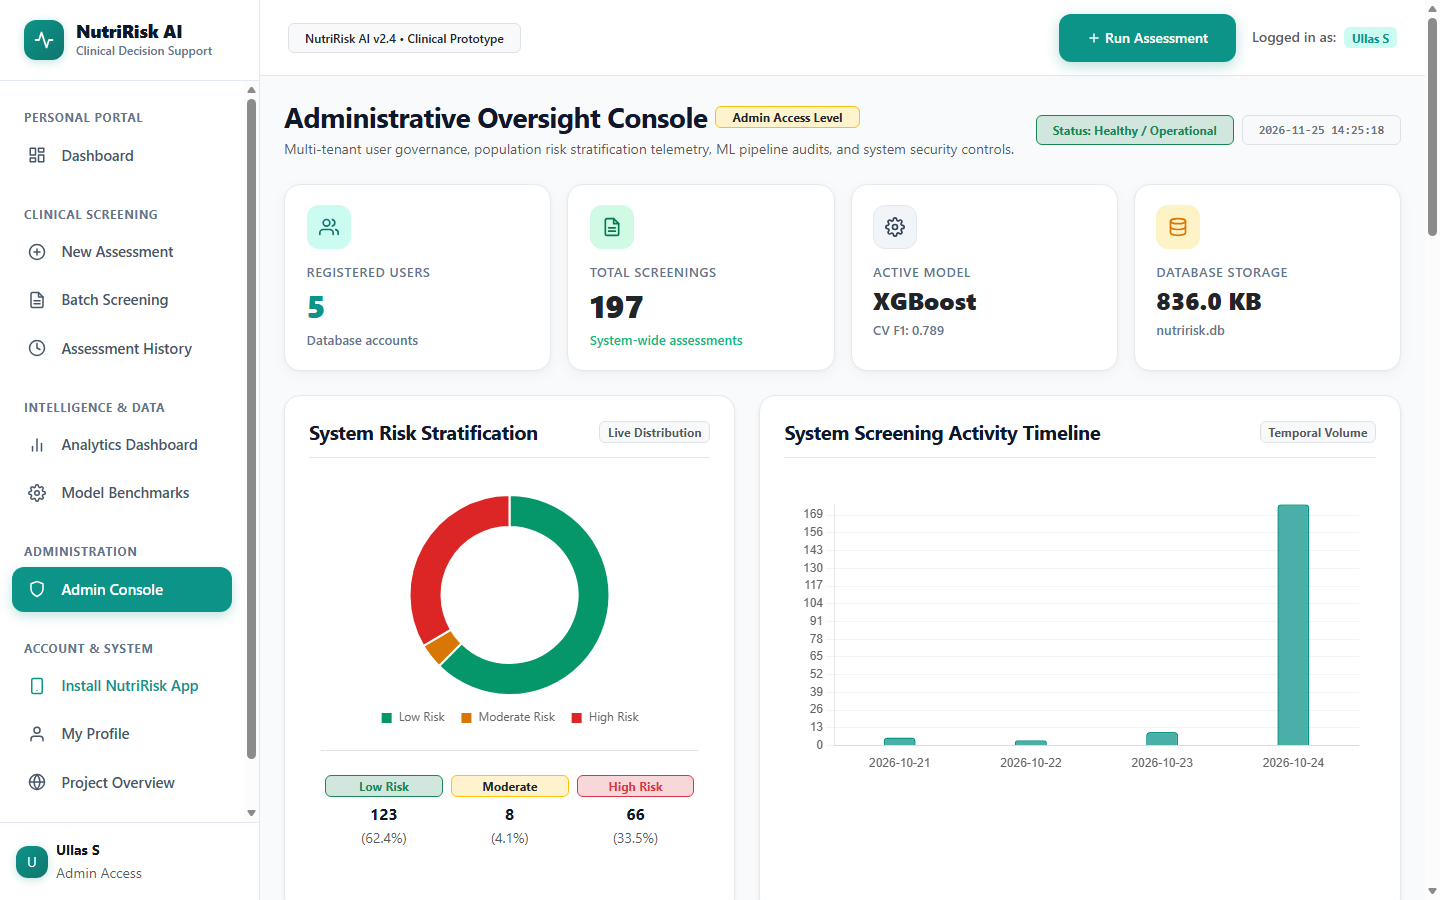 NutriRisk AI
Clinical Decision Support
PERSONAL PORTAL
Dashboard
CLINICAL SCREENING
New Assessment
Batch Screening
Assessment History
INTELLIGENCE & DATA
Analytics Dashboard
Model Benchmarks
ADMINISTRATION
Admin Console
ACCOUNT & SYSTEM
Install NutriRisk App
My Profile
Project Overview
U
Ullas S
Admin Access
NutriRisk AI v2.4 • Clinical Prototype
+ Run Assessment
Logged in as: Ullas S
Administrative Oversight Console Admin Access Level
Multi-tenant user governance, population risk stratification telemetry, ML pipeline audits, and system security controls.
Status: Healthy / Operational
2026-11-25 14:25:18
REGISTERED USERS
5
Database accounts
TOTAL SCREENINGS
197
System-wide assessments
ACTIVE MODEL
XGBoost
CV F1: 0.789
DATABASE STORAGE
836.0 KB
nutririsk.db
System Risk Stratification
Live Distribution
Low Risk Moderate Risk High Risk
Low Risk Moderate High Risk
123 8 66
(62.4%) (4.1%) (33.5%)
System Screening Activity Timeline
Temporal Volume
169
156
143
130
117
104
91
78
65
52
39
26
13
0
2026-10-21 2026-10-22 2026-10-23 2026-10-24